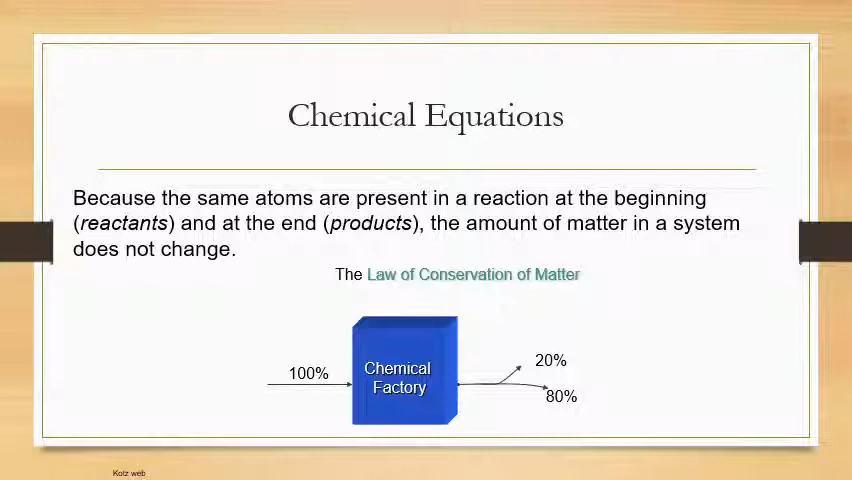 Chemical Equations
Because the same atoms are present in a reaction at the beginning
(reactants) and at the end (products), the amount of matter in a system
does not change.
The Law of Conservation of Matter
100%
Chemical
Factory
20%
80%
Kotz web